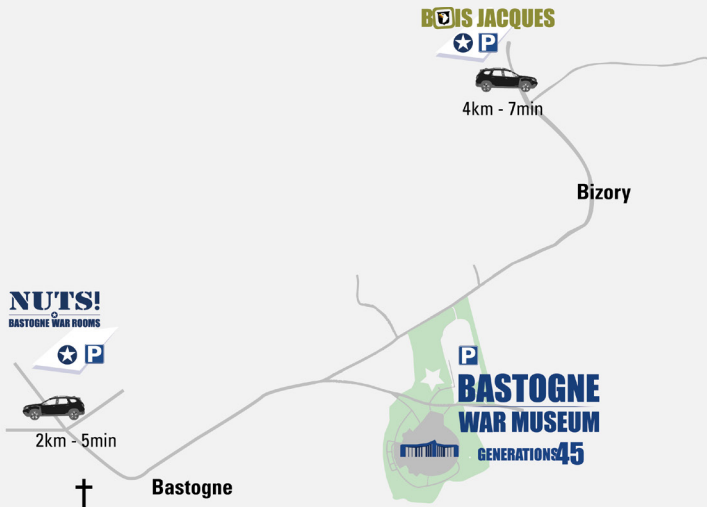 BOIS JACQUES
P
4km - 7min
Bizory
NUTS!
BASTOGNE WAR ROOMS
P
2km - 5min
Bastogne
P
BASTOGNE
WAR MUSEUM
GENERATIONS45